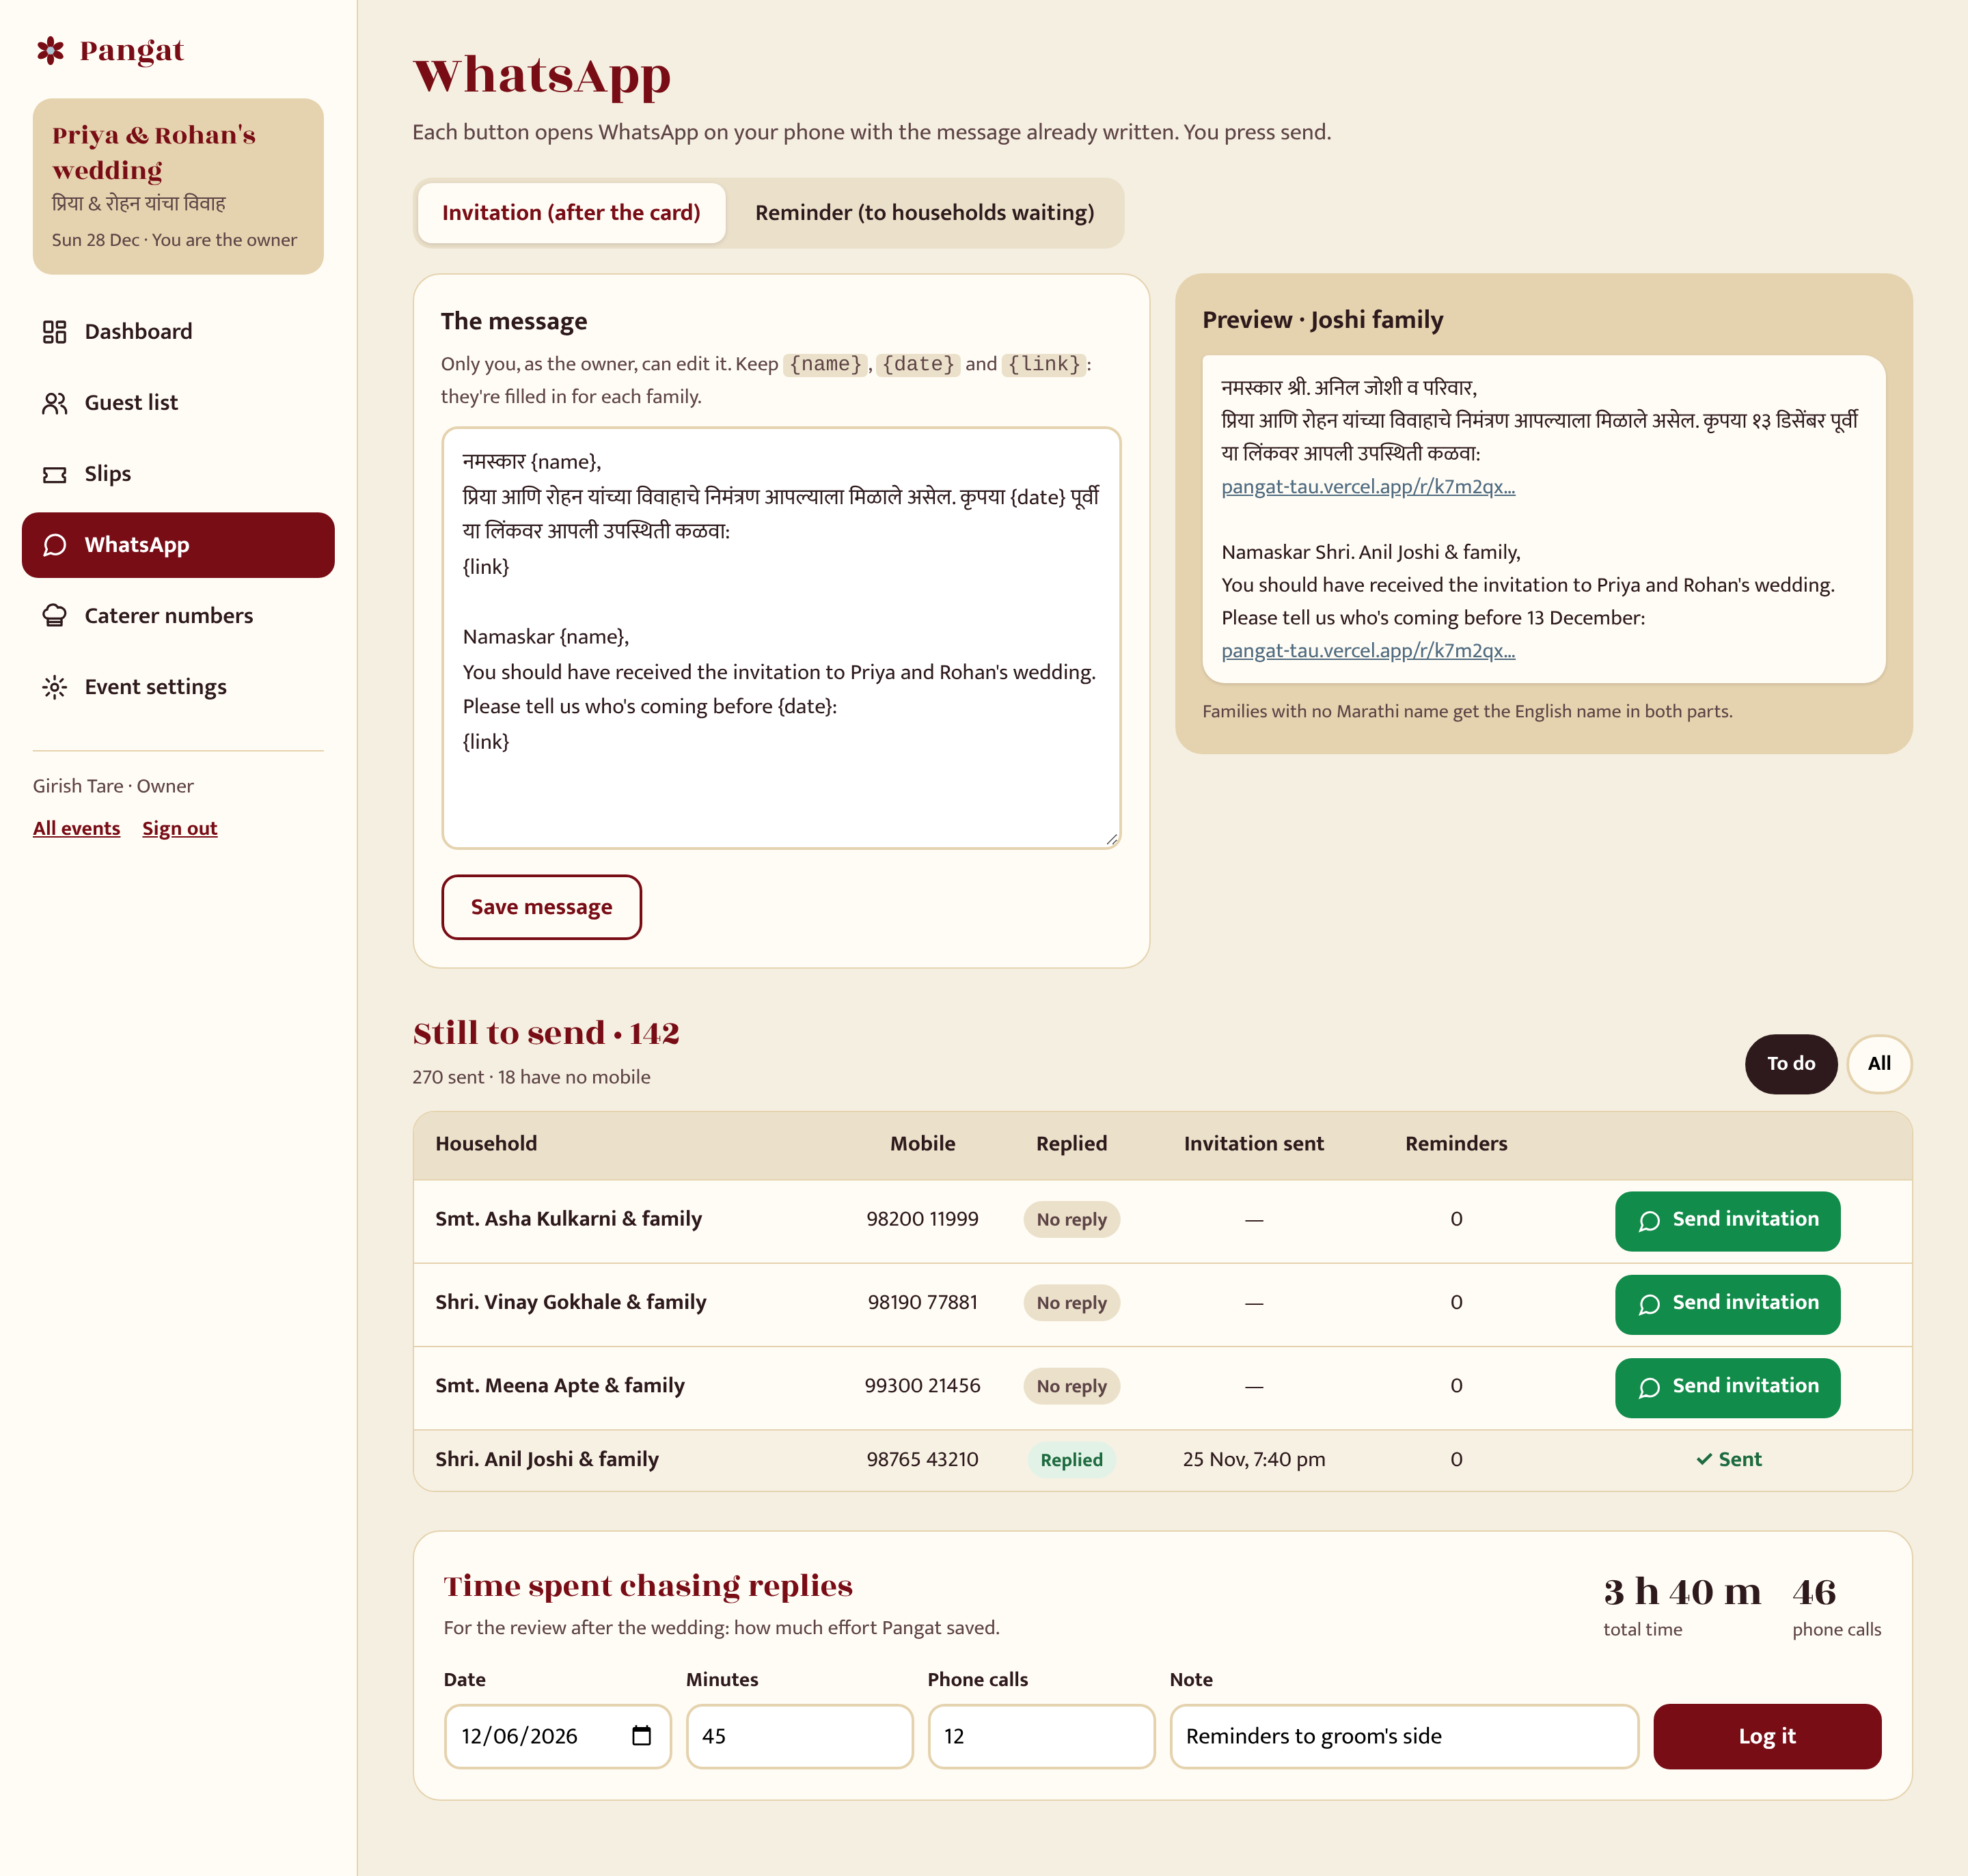 Pangat
Priya & Rohan's
wedding
प्रिया & रोहन यांचा विवाह
Sun 28 Dec · You are the owner
Dashboard
Guest list
Slips
WhatsApp
Caterer numbers
Event settings
Girish Tare · Owner
All events Sign out
WhatsApp
Each button opens WhatsApp on your phone with the message already written. You press send.
Invitation (after the card) Reminder (to households waiting)
The message
Only you, as the owner, can edit it. Keep {name}, {date} and {link}:
they're filled in for each family.
नमस्कार {name},
प्रिया आणि रोहन यांच्या विवाहाचे निमंत्रण आपल्याला मिळाले असेल. कृपया {date} पूर्वी
या लिंकवर आपली उपस्थिती कळवा:
{link}
Namaskar {name},
You should have received the invitation to Priya and Rohan's wedding.
Please tell us who's coming before {date}:
{link}
Save message
Preview · Joshi family
नमस्कार श्री. अनिल जोशी व परिवार,
प्रिया आणि रोहन यांच्या विवाहाचे निमंत्रण आपल्याला मिळाले असेल. कृपया १३ डिसेंबर पूर्वी
या लिंकवर आपली उपस्थिती कळवा:
pangat-tau.vercel.app/r/k7m2qx…
Namaskar Shri. Anil Joshi & family,
You should have received the invitation to Priya and Rohan's wedding.
Please tell us who's coming before 13 December:
pangat-tau.vercel.app/r/k7m2qx…
Families with no Marathi name get the English name in both parts.
Still to send · 142
270 sent · 18 have no mobile
To do All
Household Mobile Replied Invitation sent Reminders
Smt. Asha Kulkarni & family 98200 11999 No reply — 0 Send invitation
Shri. Vinay Gokhale & family 98190 77881 No reply — 0 Send invitation
Smt. Meena Apte & family 99300 21456 No reply — 0 Send invitation
Shri. Anil Joshi & family 98765 43210 Replied 25 Nov, 7:40 pm 0 ✓ Sent
Time spent chasing replies
For the review after the wedding: how much effort Pangat saved.
3 h 40 m 46
total time phone calls
Date Minutes Phone calls Note
12/06/2026 45 12 Reminders to groom's side Log it